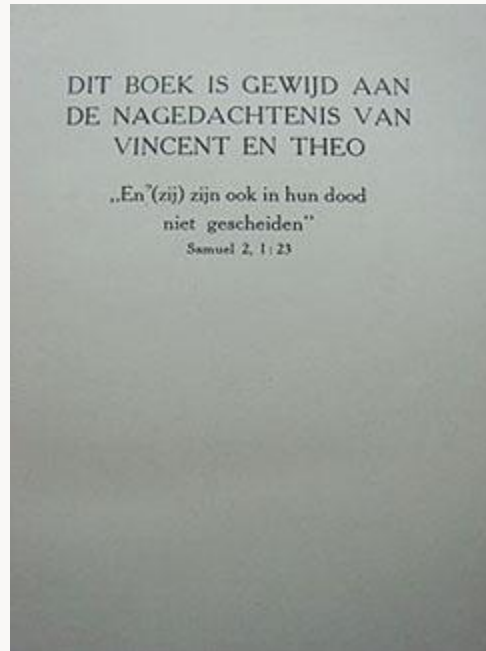 DIT BOEK IS GEWIJD AAN
DE NAGEDACHTENIS VAN
VINCENT EN THEO
„En (zij) zijn ook in hun dood
niet gescheiden”
Samuel 2, 1:23